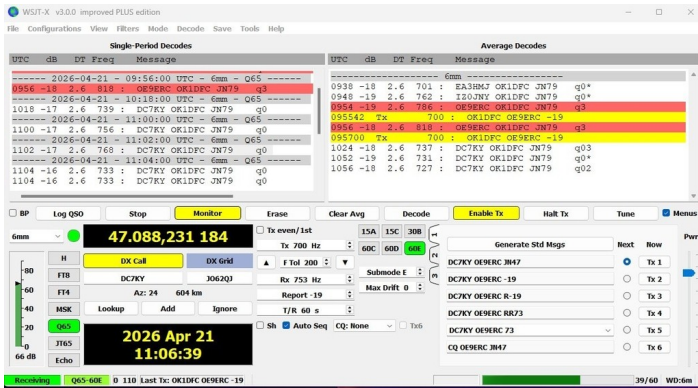 WSJT-X   v3.0.0 improved PLUS edition
File Configurations View Filters Mode Decode Save Tools Help
Single-Period Decodes
UTC dB DT Freq Message
------ 2026-04-21 - 09:56:00 UTC - 6mm - Q65 ------
0956 -18 2.6 818 : OE9ERC OK1DFC JN79 q3
------ 2026-04-21 - 10:18:00 UTC - 6mm - Q65 ------
1018 -17 2.6 739 : DC7KY OK1DFC JN79 q0
------ 2026-04-21 - 11:00:00 UTC - 6mm - Q65 ------
1100 -17 2.6 756 : DC7KY OK1DFC JN79 q0
------ 2026-04-21 - 11:02:00 UTC - 6mm - Q65 ------
1102 -17 2.6 768 : DC7KY OK1DFC JN79 q0
------ 2026-04-21 - 11:04:00 UTC - 6mm - Q65 ------
1104 -16 2.6 733 : DC7KY OK1DFC JN79 q0
1104 -16 2.6 733 : DC7KY OK1DFC JN79 q0
Average Decodes
UTC dB DT Freq Message
6mm
0938 -18 2.6 701 : EA3HMJ OK1DFC JN79 q0*
0948 -19 2.6 762 : IZ0JNY OK1DFC JN79 q0*
0954 -19 2.6 786 : OE9ERC OK1DFC JN79 q3
095542 Tx 700 : OK1DFC OE9ERC -19
0956 -18 2.6 818 : OE9ERC OK1DFC JN79 q3
095700 Tx 700 : OK1DFC OE9ERC -19
1024 -18 2.6 737 : DC7KY OK1DFC JN79 q03
1052 -19 2.6 731 : DC7KY OK1DFC JN79 q0*
1056 -18 2.6 727 : DC7KY OK1DFC JN79 q02
BP Log QSO Stop Monitor Erase Clear Avg Decode Enable Tx Halt Tx Tune Menus
6mm
47.088,231 184
Tx even/1st
Tx 700 Hz
F Tol 200
Rx 753 Hz
Report -19
T/R 60 s
15A 15C 30B
60C 60D 60E
Submode E
Max Drift 0
H
FT8
FT4
MSK
Q65
JT65
Echo
-80
-60
-40
-20
-0
66 dB
DX Call DX Grid
DC7KY JO62QJ
Az: 24 604 km
Lookup Add Ignore
2026 Apr 21
11:06:39
Sh Auto Seq CQ: None Tx6
1
2
3
Generate Std Msgs Next Now
DC7KY OE9ERC JN47 Tx 1
DC7KY OE9ERC -19 Tx 2
DC7KY OE9ERC R-19 Tx 3
DC7KY OE9ERC RR73 Tx 4
DC7KY OE9ERC 73 Tx 5
CQ OE9ERC JN47 Tx 6
Pwr
Receiving Q65-60E 0 110 Last Tx: OK1DFC OE9ERC -19 39/60 WD:6m